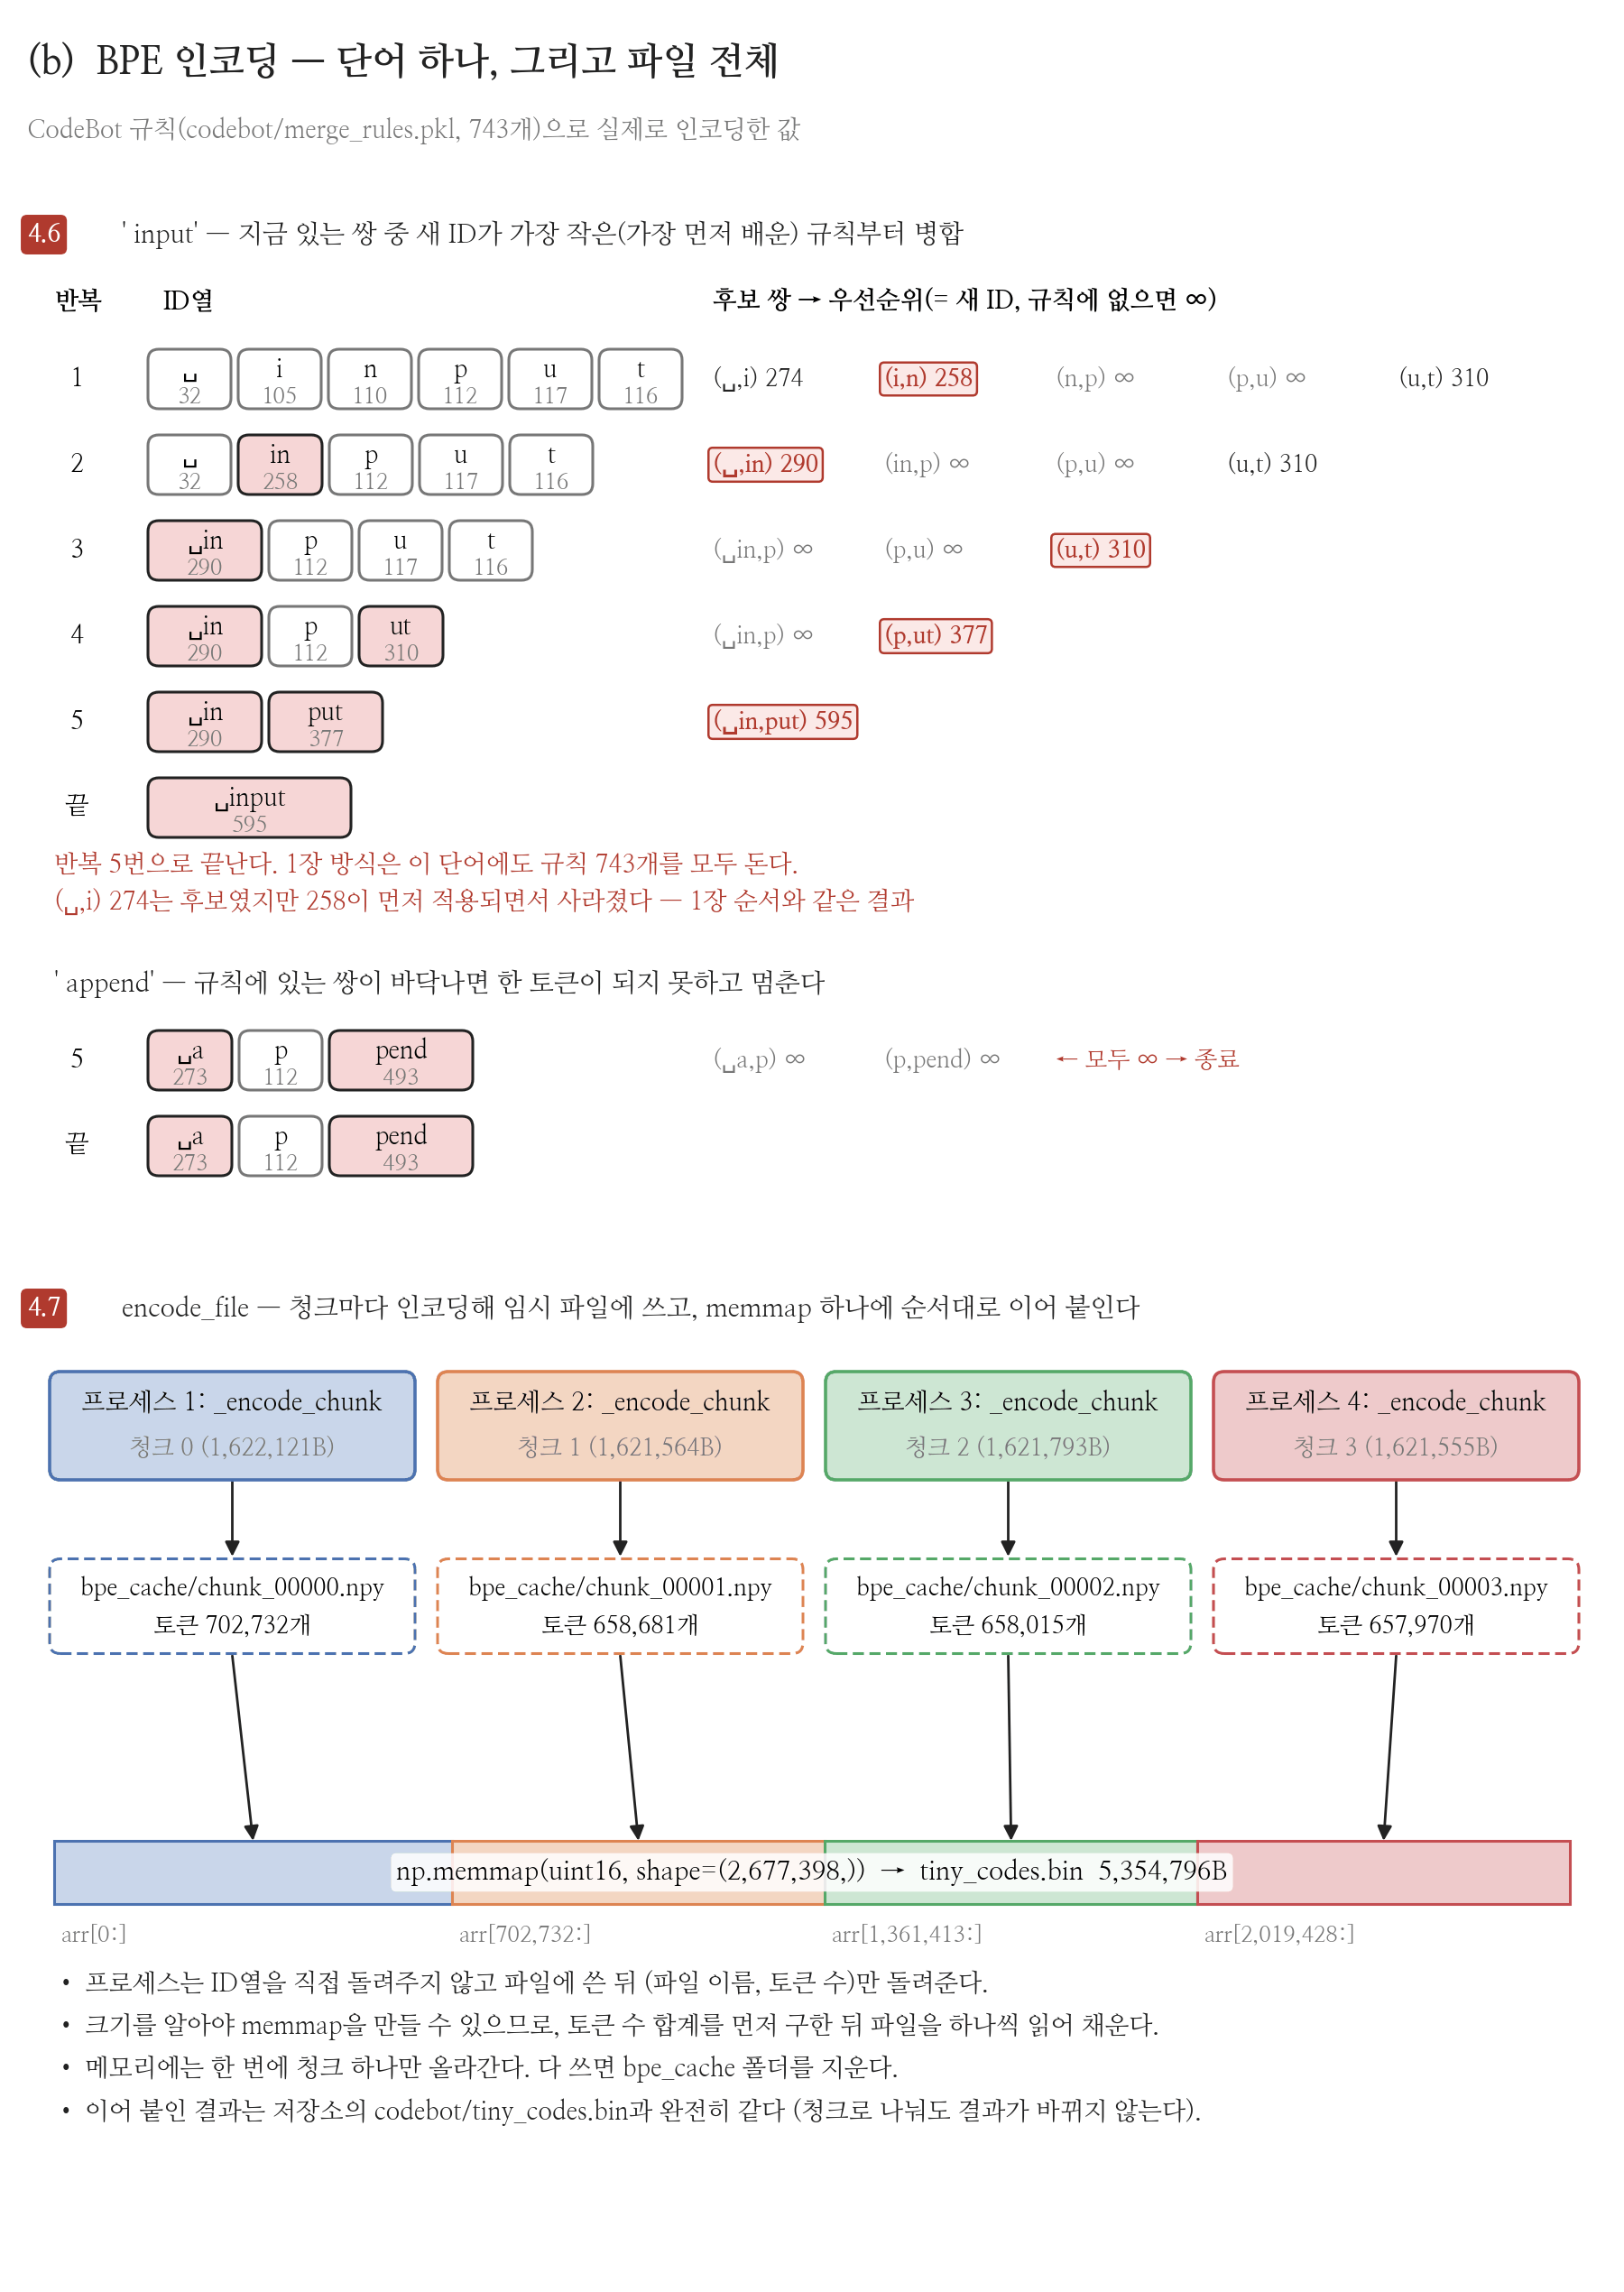 (b) BPE 인코딩 — 단어 하나, 그리고 파일 전체
CodeBot 규칙(codebot/merge_rules.pkl, 743개)으로 실제로 인코딩한 값
4.6 ' input' — 지금 있는 쌍 중 새 ID가 가장 작은(가장 먼저 배운) 규칙부터 병합
반복 ID열 후보 쌍 → 우선순위(= 새 ID, 규칙에 없으면 ∞)
1 ␣ i n p u t (␣,i) 274 (i,n) 258 (n,p) ∞ (p,u) ∞ (u,t) 310
32 105 110 112 117 116
2 ␣ in p u t (␣,in) 290 (in,p) ∞ (p,u) ∞ (u,t) 310
32 258 112 117 116
3 ␣in p u t (␣in,p) ∞ (p,u) ∞ (u,t) 310
290 112 117 116
4 ␣in p ut (␣in,p) ∞ (p,ut) 377
290 112 310
5 ␣in put (␣in,put) 595
290 377
끝 ␣input
595
반복 5번으로 끝난다. 1장 방식은 이 단어에도 규칙 743개를 모두 돈다.
(␣,i) 274는 후보였지만 258이 먼저 적용되면서 사라졌다 — 1장 순서와 같은 결과
' append' — 규칙에 있는 쌍이 바닥나면 한 토큰이 되지 못하고 멈춘다
5 ␣a p pend (␣a,p) ∞ (p,pend) ∞ ← 모두 ∞ → 종료
273 112 493
끝 ␣a p pend
273 112 493
4.7 encode_file — 청크마다 인코딩해 임시 파일에 쓰고, memmap 하나에 순서대로 이어 붙인다
프로세스 1: _encode_chunk 프로세스 2: _encode_chunk 프로세스 3: _encode_chunk 프로세스 4: _encode_chunk
청크 0 (1,622,121B) 청크 1 (1,621,564B) 청크 2 (1,621,793B) 청크 3 (1,621,555B)
bpe_cache/chunk_00000.npy bpe_cache/chunk_00001.npy bpe_cache/chunk_00002.npy bpe_cache/chunk_00003.npy
토큰 702,732개 토큰 658,681개 토큰 658,015개 토큰 657,970개
np.memmap(uint16, shape=(2,677,398,)) → tiny_codes.bin 5,354,796B
arr[0:] arr[702,732:] arr[1,361,413:] arr[2,019,428:]
• 프로세스는 ID열을 직접 돌려주지 않고 파일에 쓴 뒤 (파일 이름, 토큰 수)만 돌려준다.
• 크기를 알아야 memmap을 만들 수 있으므로, 토큰 수 합계를 먼저 구한 뒤 파일을 하나씩 읽어 채운다.
• 메모리에는 한 번에 청크 하나만 올라간다. 다 쓰면 bpe_cache 폴더를 지운다.
• 이어 붙인 결과는 저장소의 codebot/tiny_codes.bin과 완전히 같다 (청크로 나눠도 결과가 바뀌지 않는다).